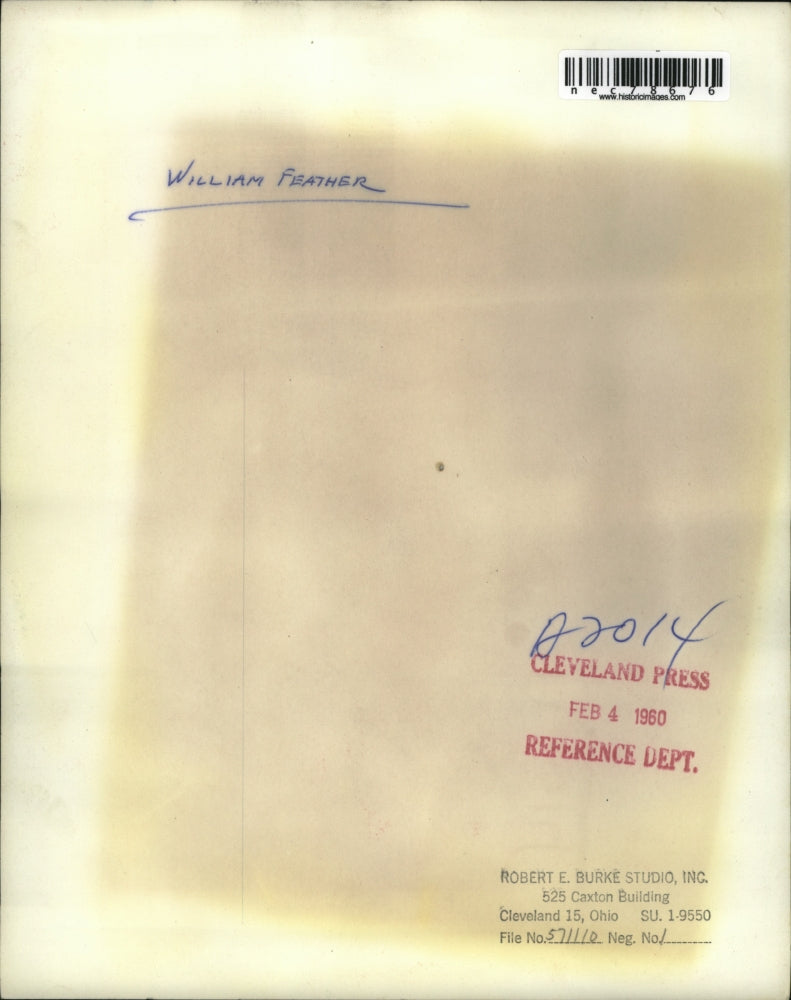 nec78676
www.historicimages.com
WILLIAM FEATHER
A2014
CLEVELAND PRESS
FEB 4 1960
REFERENCE DEPT.
ROBERT E. BURKE STUDIO, INC.
525 Caxton Building
Cleveland 15, Ohio SU. 1-9550
File No. 571110 Neg. No. 1